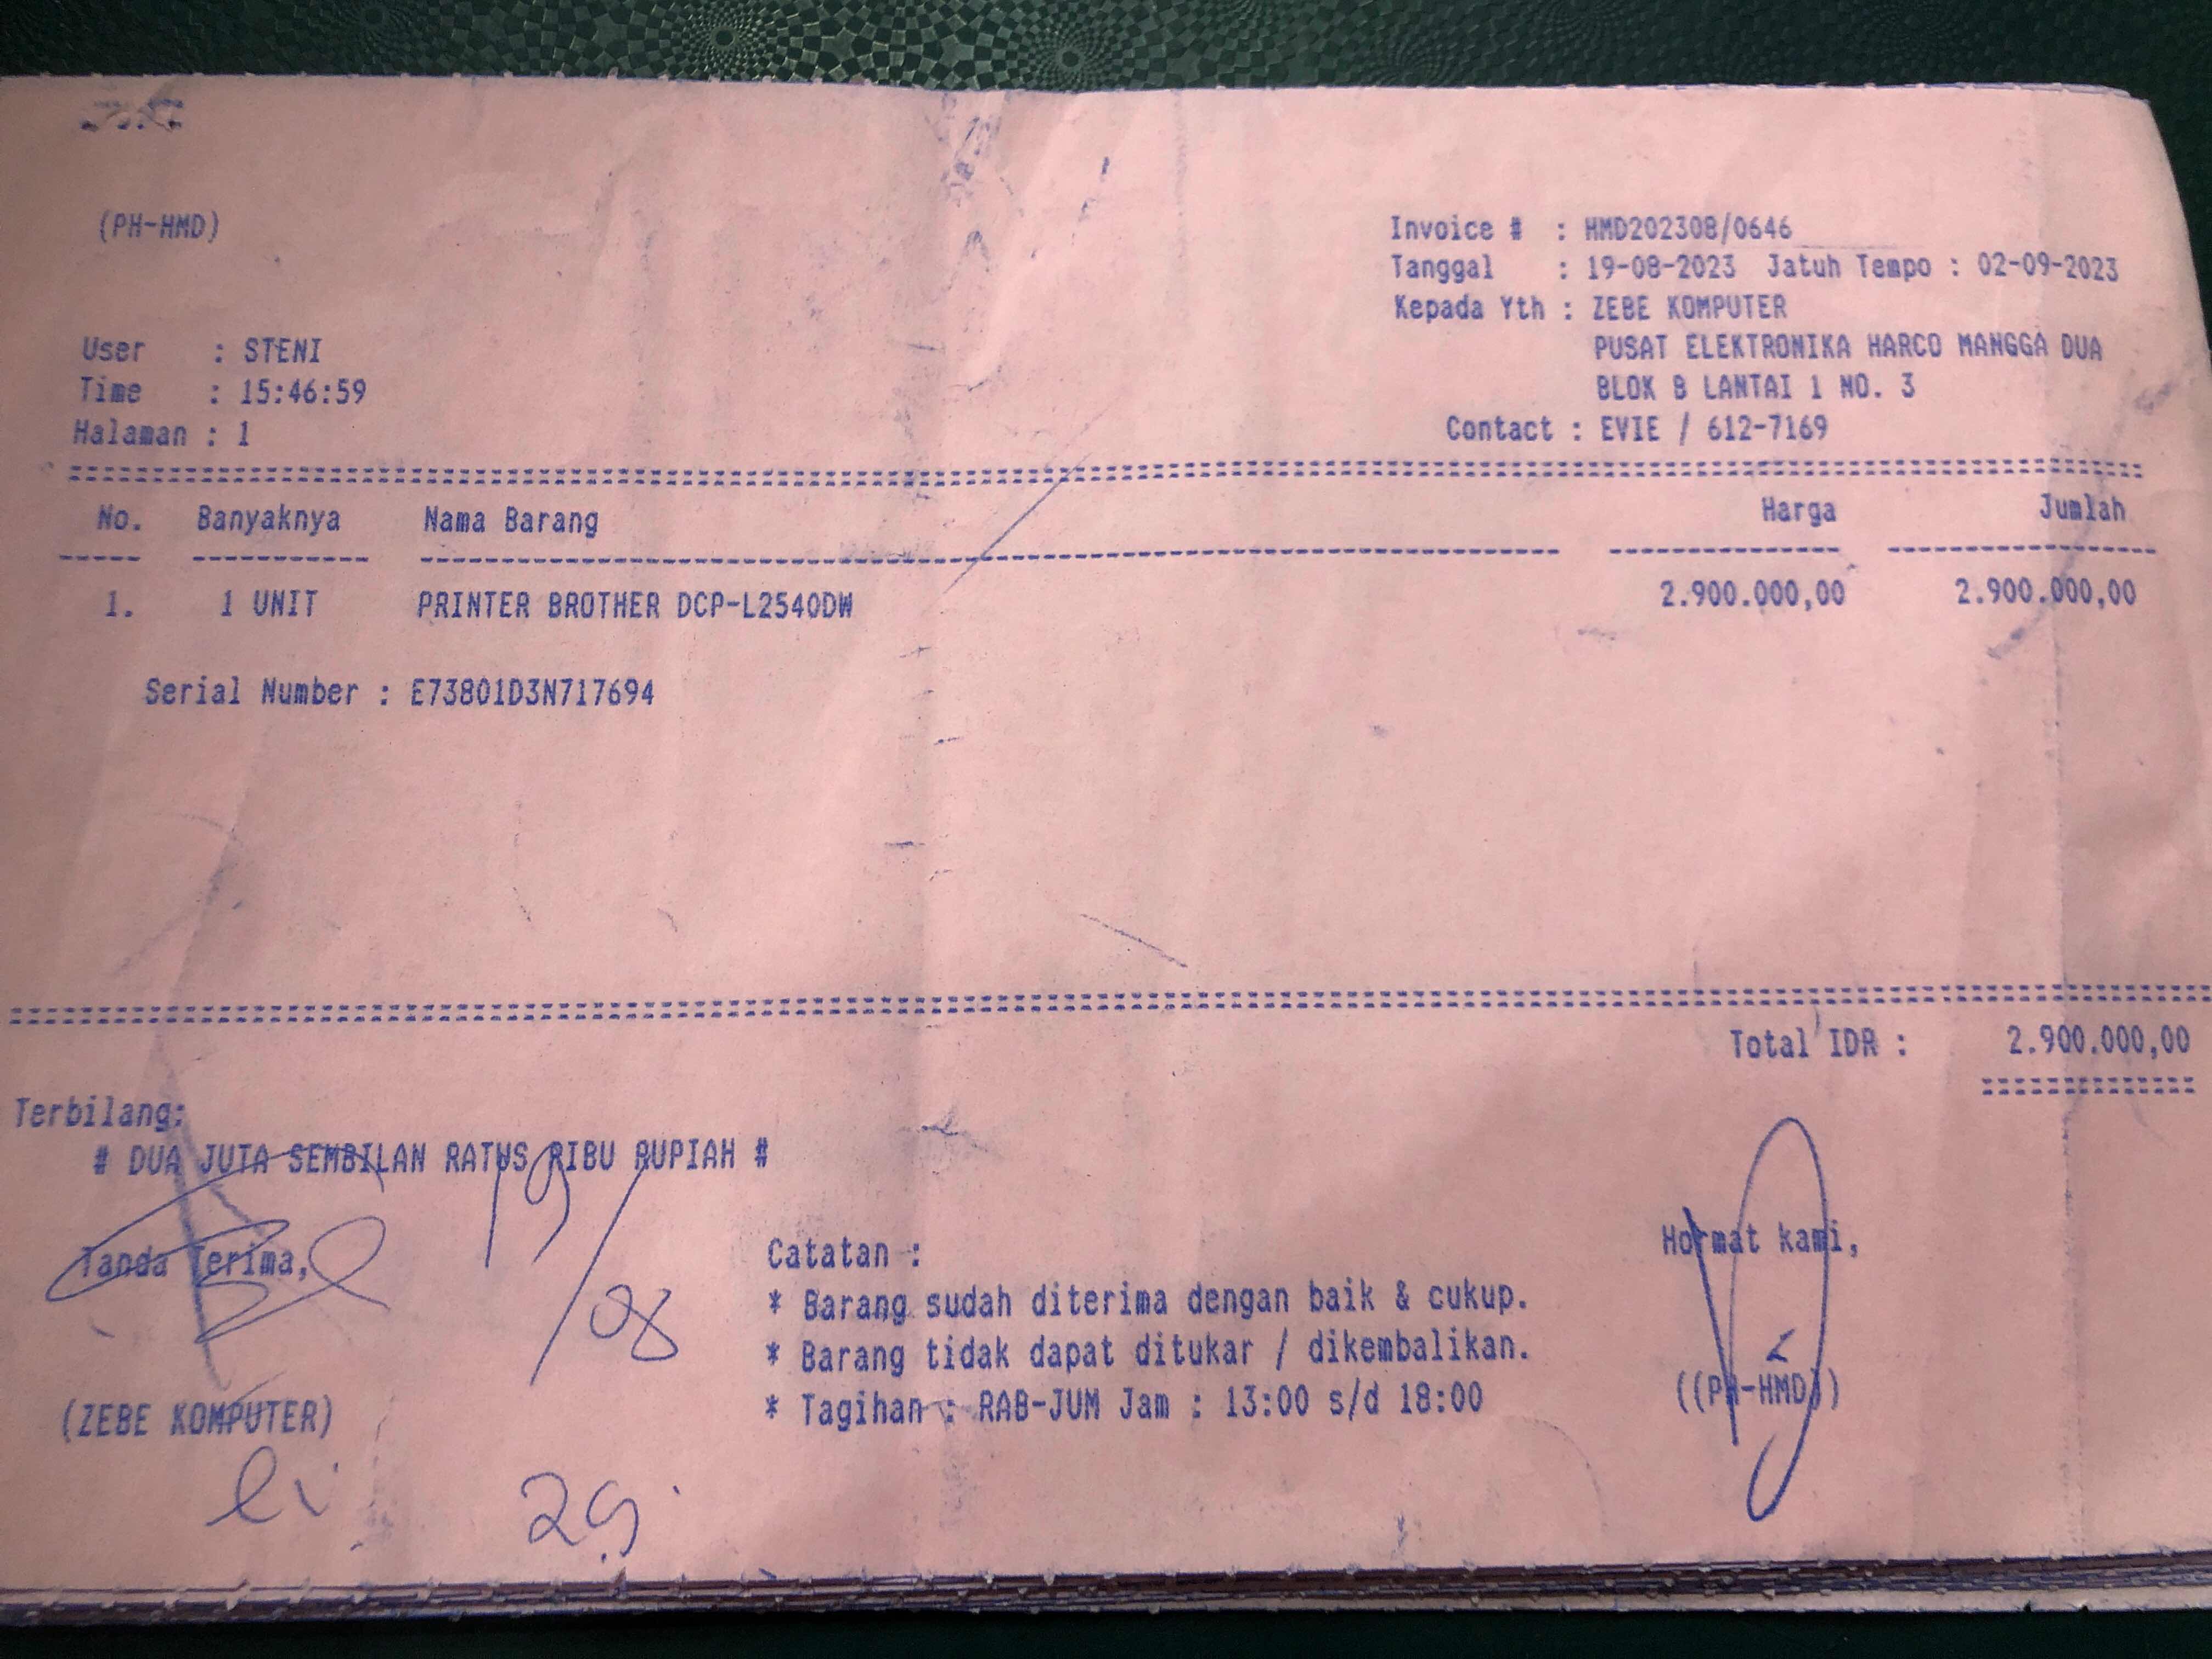 (PH-HMD)
Invoice # : HMD202308/0646
Tanggal : 19-08-2023 Jatuh Tempo : 02-09-2023
Kepada Yth : ZEBE KOMPUTER
PUSAT ELEKTRONIKA HARCO MANGGA DUA
BLOK B LANTAI 1 NO. 3
Contact : EVIE / 612-7169
User : STENI
Time : 15:46:59
Halaman : 1
No. Banyaknya Nama Barang Harga Jumlah
1. 1 UNIT PRINTER BROTHER DCP-L2540DW 2.900.000,00 2.900.000,00
Serial Number : E73801D3N717694
Total IDR : 2.900.000,00
Terbilang:
# DUA JUTA SEMBILAN RATUS RIBU RUPIAH #
19/08
Tanda Terima,
(ZEBE KOMPUTER)
Catatan :
* Barang sudah diterima dengan baik & cukup.
* Barang tidak dapat ditukar / dikembalikan.
* Tagihan : RAB-JUM Jam : 13:00 s/d 18:00
Hormat kami,
((PH-HMD))